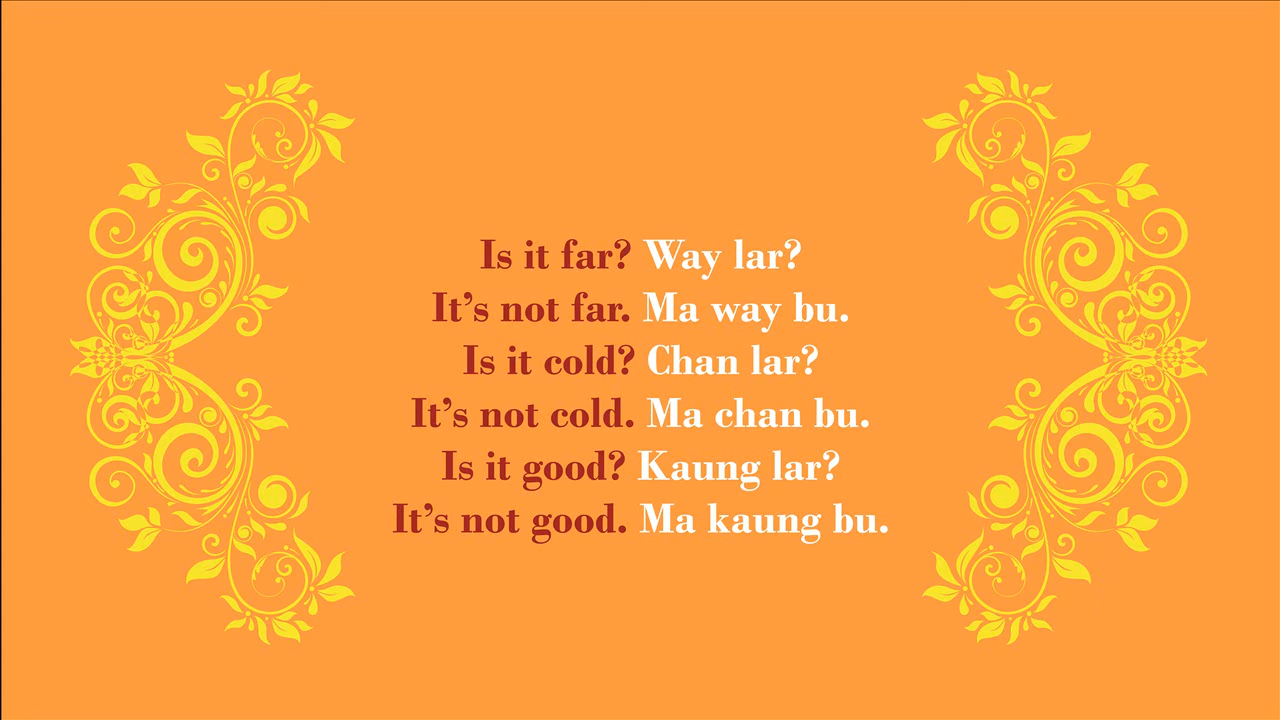 Is it far? Way lar?
It’s not far. Ma way bu.
Is it cold? Chan lar?
It’s not cold. Ma chan bu.
Is it good? Kaung lar?
It’s not good. Ma kaung bu.